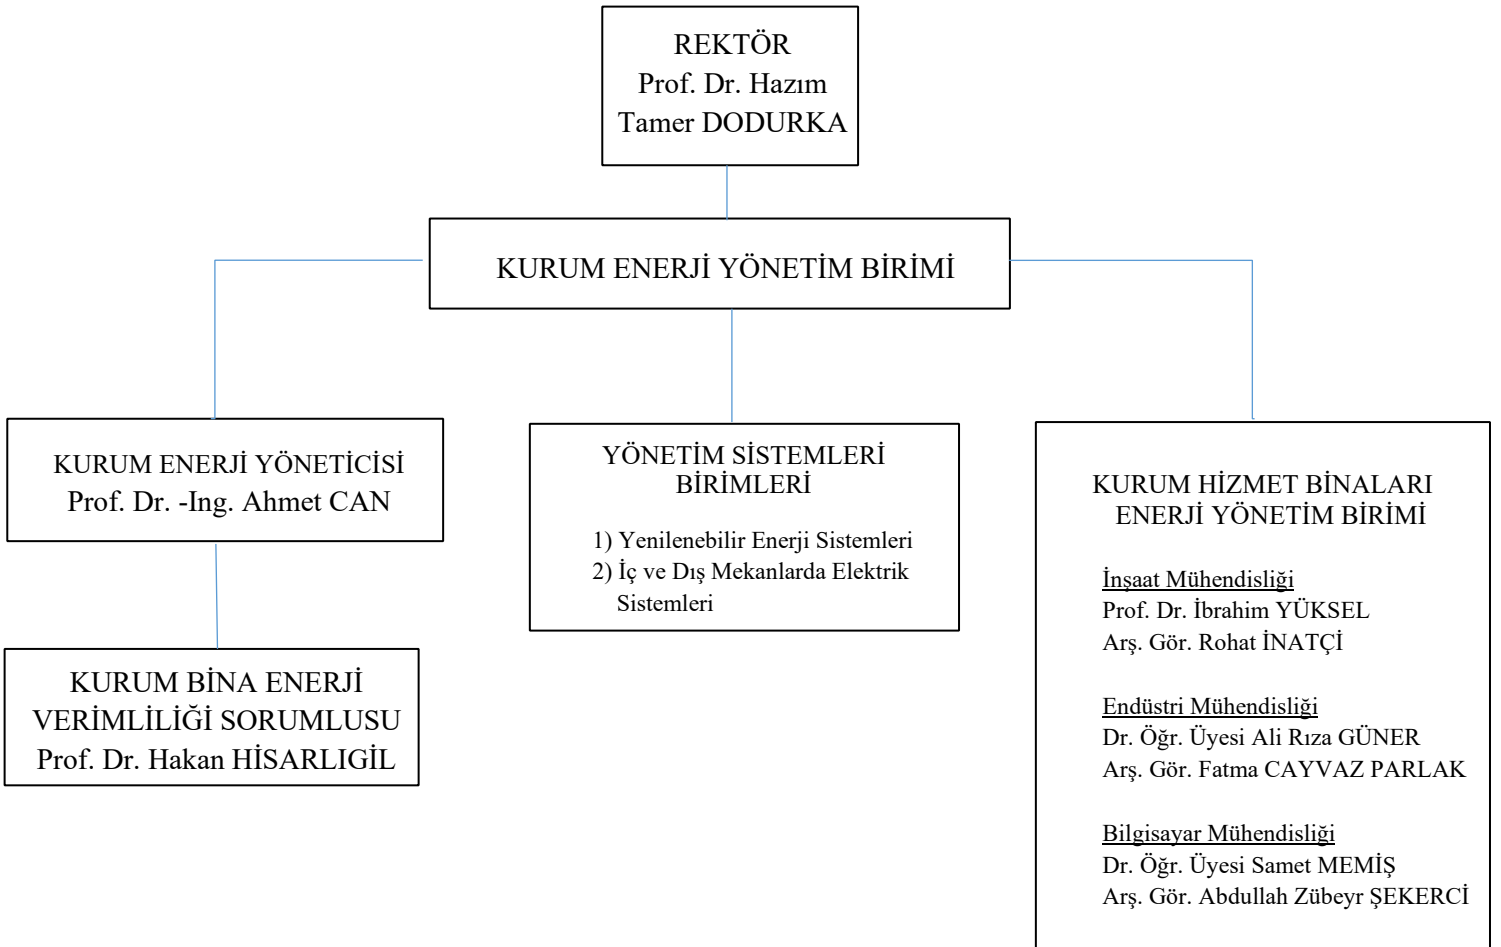 REKTÖR
Prof. Dr. Hazım
Tamer DODURKA
KURUM ENERJİ YÖNETİM BİRİMİ
KURUM ENERJİ YÖNETİCİSİ
Prof. Dr. -Ing. Ahmet CAN
KURUM BİNA ENERJİ
VERİMLİLİĞİ SORUMLUSU
Prof. Dr. Hakan HİSARLIGİL
YÖNETİM SİSTEMLERİ
BİRİMLERİ
1) Yenilenebilir Enerji Sistemleri
2) İç ve Dış Mekanlarda Elektrik
Sistemleri
KURUM HİZMET BİNALARI
ENERJİ YÖNETİM BİRİMİ
İnşaat Mühendisliği
Prof. Dr. İbrahim YÜKSEL
Arş. Gör. Rohat İNATÇİ
Endüstri Mühendisliği
Dr. Öğr. Üyesi Ali Rıza GÜNER
Arş. Gör. Fatma CAYVAZ PARLAK
Bilgisayar Mühendisliği
Dr. Öğr. Üyesi Samet MEMİŞ
Arş. Gör. Abdullah Zübeyr ŞEKERCİ